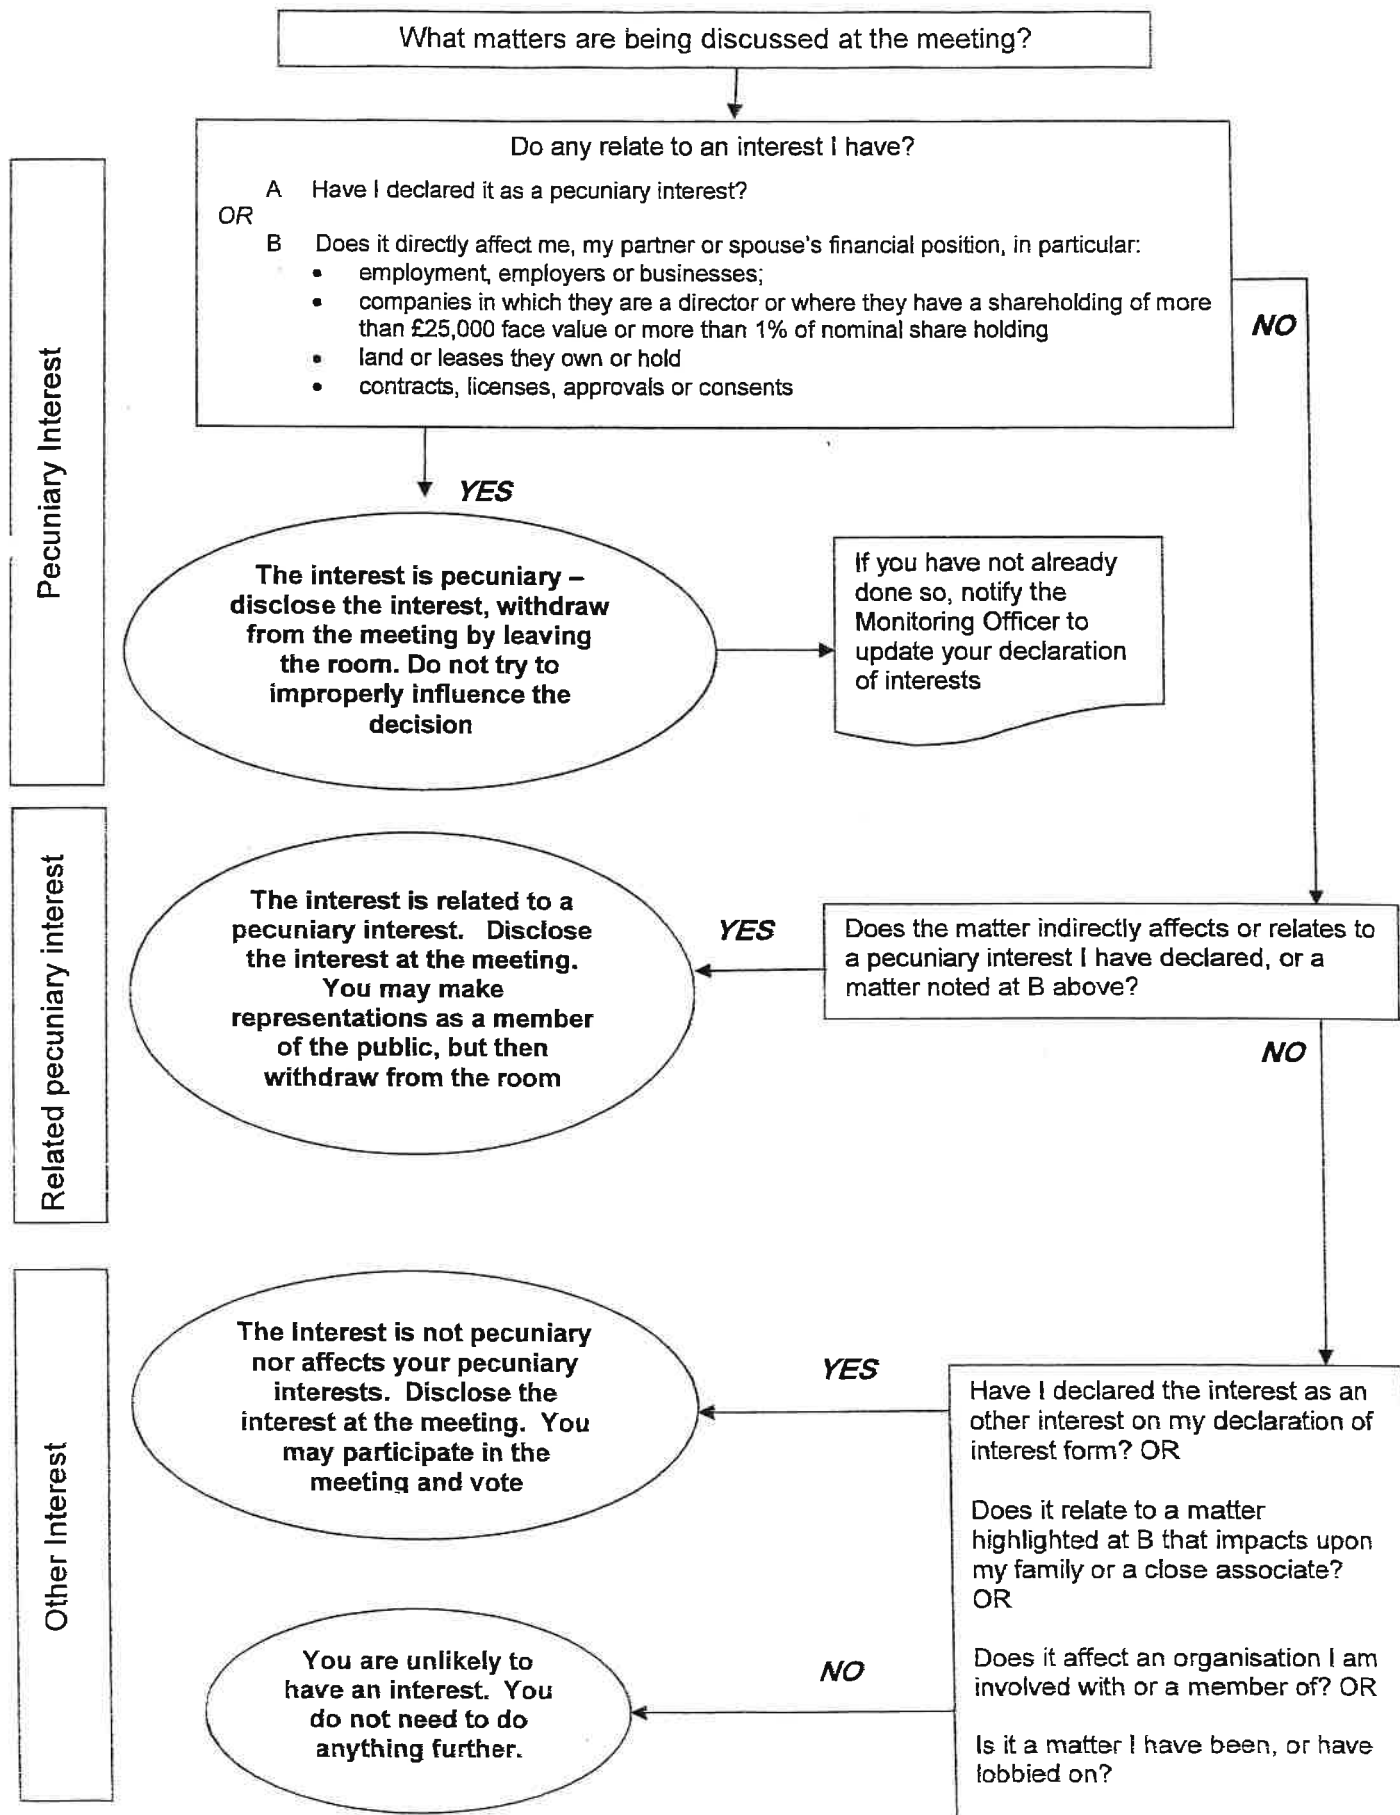 What matters are being discussed at the meeting?
Pecuniary Interest
Do any relate to an interest I have?
A Have I declared it as a pecuniary interest?
OR
B Does it directly affect me, my partner or spouse's financial position, in particular:
• employment, employers or businesses;
• companies in which they are a director or where they have a shareholding of more
than £25,000 face value or more than 1% of nominal share holding
• land or leases they own or hold
• contracts, licenses, approvals or consents
NO
YES
The interest is pecuniary –
disclose the interest, withdraw
from the meeting by leaving
the room. Do not try to
improperly influence the
decision
If you have not already
done so, notify the
Monitoring Officer to
update your declaration
of interests
Related pecuniary interest
The interest is related to a
pecuniary interest. Disclose
the interest at the meeting.
You may make
representations as a member
of the public, but then
withdraw from the room
YES
Does the matter indirectly affects or relates to
a pecuniary interest I have declared, or a
matter noted at B above?
NO
Other Interest
The Interest is not pecuniary
nor affects your pecuniary
interests. Disclose the
interest at the meeting. You
may participate in the
meeting and vote
YES
Have I declared the interest as an
other interest on my declaration of
interest form? OR
Does it relate to a matter
highlighted at B that impacts upon
my family or a close associate?
OR
Does it affect an organisation I am
involved with or a member of? OR
Is it a matter I have been, or have
lobbied on?
NO
You are unlikely to
have an interest. You
do not need to do
anything further.